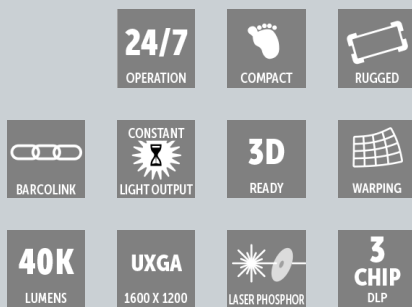 24/7
OPERATION
COMPACT
RUGGED
BARCOLINK
CONSTANT
LIGHT OUTPUT
3D
READY
WARPING
40K
LUMENS
UXGA
1600 X 1200
LASER PHOSPHOR
3
CHIP
DLP